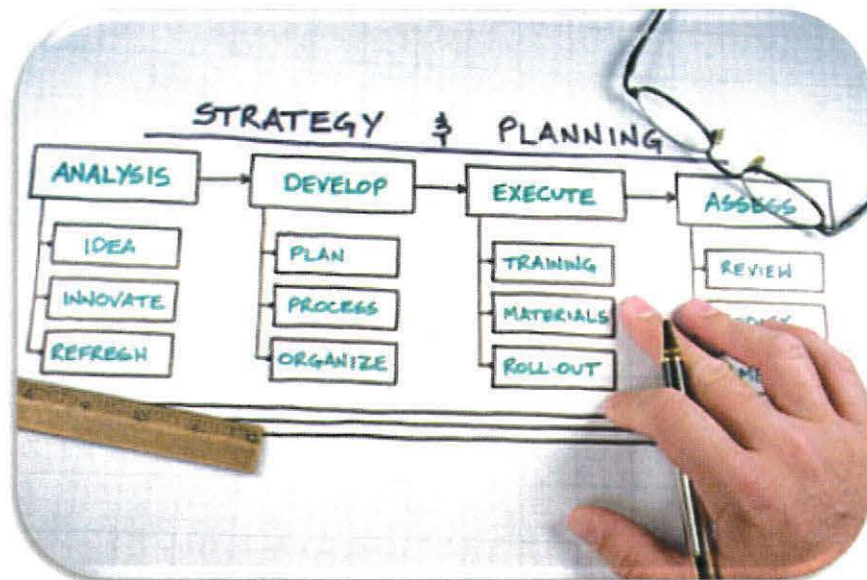 STRATEGY & PLANNING
ANALYSIS
IDEA
INNOVATE
REFRESH
DEVELOP
PLAN
PROCESS
ORGANIZE
EXECUTE
TRAINING
MATERIALS
ROLL-OUT
ASSESS
REVIEW